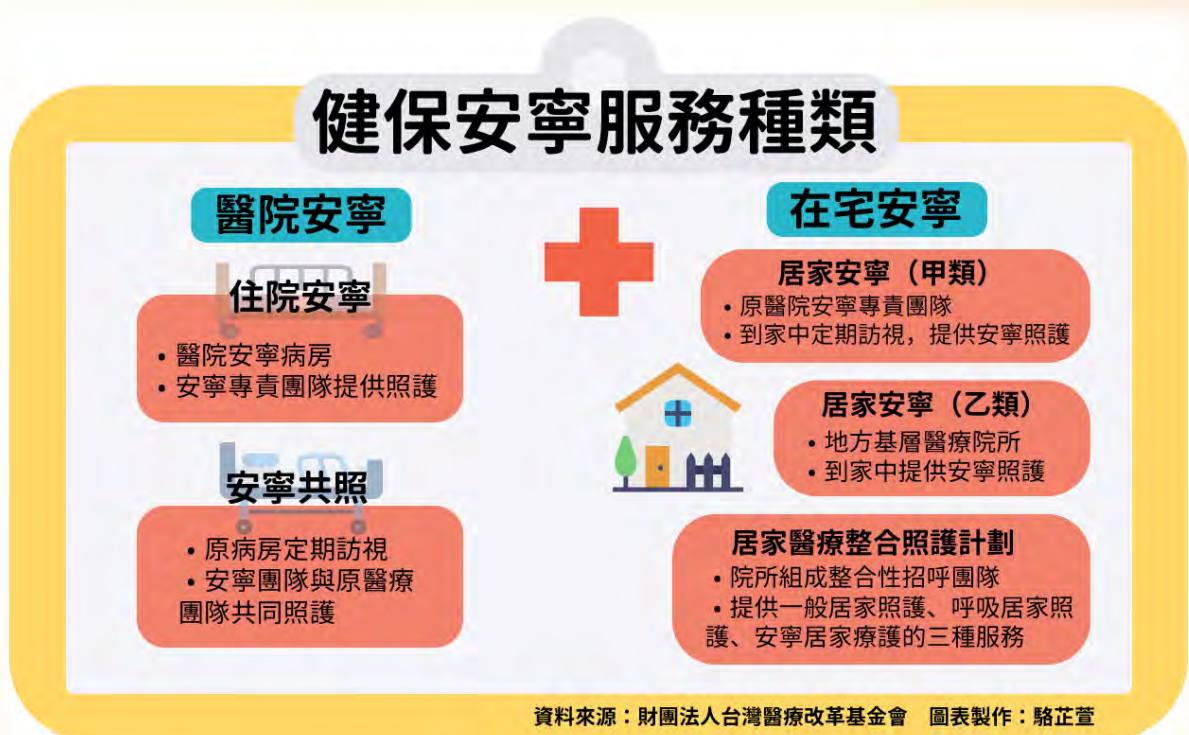 健保安寧服務種類
醫院安寧
住院安寧
• 醫院安寧病房
• 安寧專責團隊提供照護
安寧共照
• 原病房定期訪視
• 安寧團隊與原醫療
團隊共同照護
在宅安寧
居家安寧（甲類）
• 原醫院安寧專責團隊
• 到家中定期訪視，提供安寧照護
居家安寧（乙類）
• 地方基層醫療院所
• 到家中提供安寧照護
居家醫療整合照護計劃
• 院所組成整合性招呼團隊
• 提供一般居家照護、呼吸居家照
護、安寧居家療護的三種服務
資料來源：財團法人台灣醫療改革基金會 圖表製作：駱芷萱